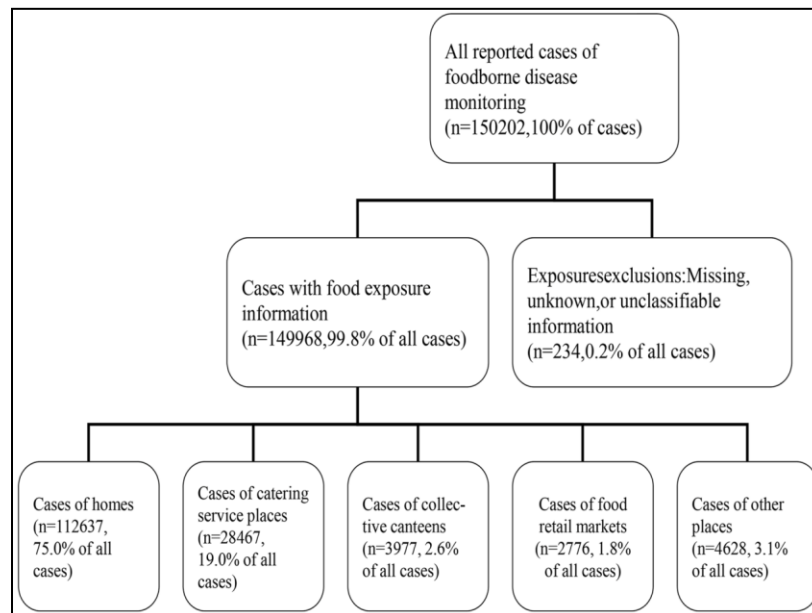 All reported cases of
foodborne disease
monitoring
(n=150202,100% of cases)
Cases with food exposure
information
(n=149968,99.8% of all cases)
Exposuresexclusions:Missing,
unknown,or unclassifiable
information
(n=234,0.2% of all cases)
Cases of homes
(n=112637,
75.0% of all
cases)
Cases of catering
service places
(n=28467,
19.0% of all
cases)
Cases of collec-
tive canteens
(n=3977, 2.6%
of all cases)
Cases of food
retail markets
(n=2776, 1.8%
of all cases)
Cases of other
places
(n=4628, 3.1%
of all cases)